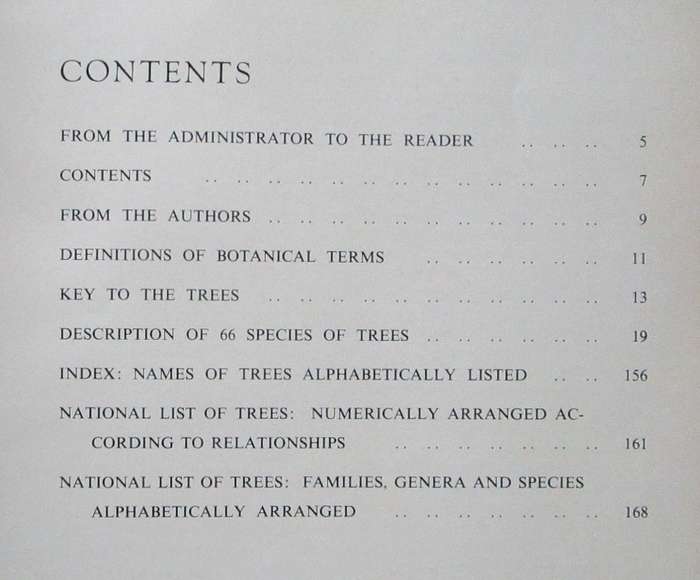 CONTENTS
FROM THE ADMINISTRATOR TO THE READER .. .. .. 5
CONTENTS .. .. .. .. .. .. .. .. .. .. .. .. .. 7
FROM THE AUTHORS .. .. .. .. .. .. .. .. .. .. .. 9
DEFINITIONS OF BOTANICAL TERMS .. .. .. .. .. .. 11
KEY TO THE TREES .. .. .. .. .. .. .. .. .. .. .. 13
DESCRIPTION OF 66 SPECIES OF TREES .. .. .. .. .. .. 19
INDEX: NAMES OF TREES ALPHABETICALLY LISTED .. .. 156
NATIONAL LIST OF TREES: NUMERICALLY ARRANGED AC-
CORDING TO RELATIONSHIPS .. .. .. .. .. .. .. 161
NATIONAL LIST OF TREES: FAMILIES, GENERA AND SPECIES
ALPHABETICALLY ARRANGED .. .. .. .. .. .. .. 168